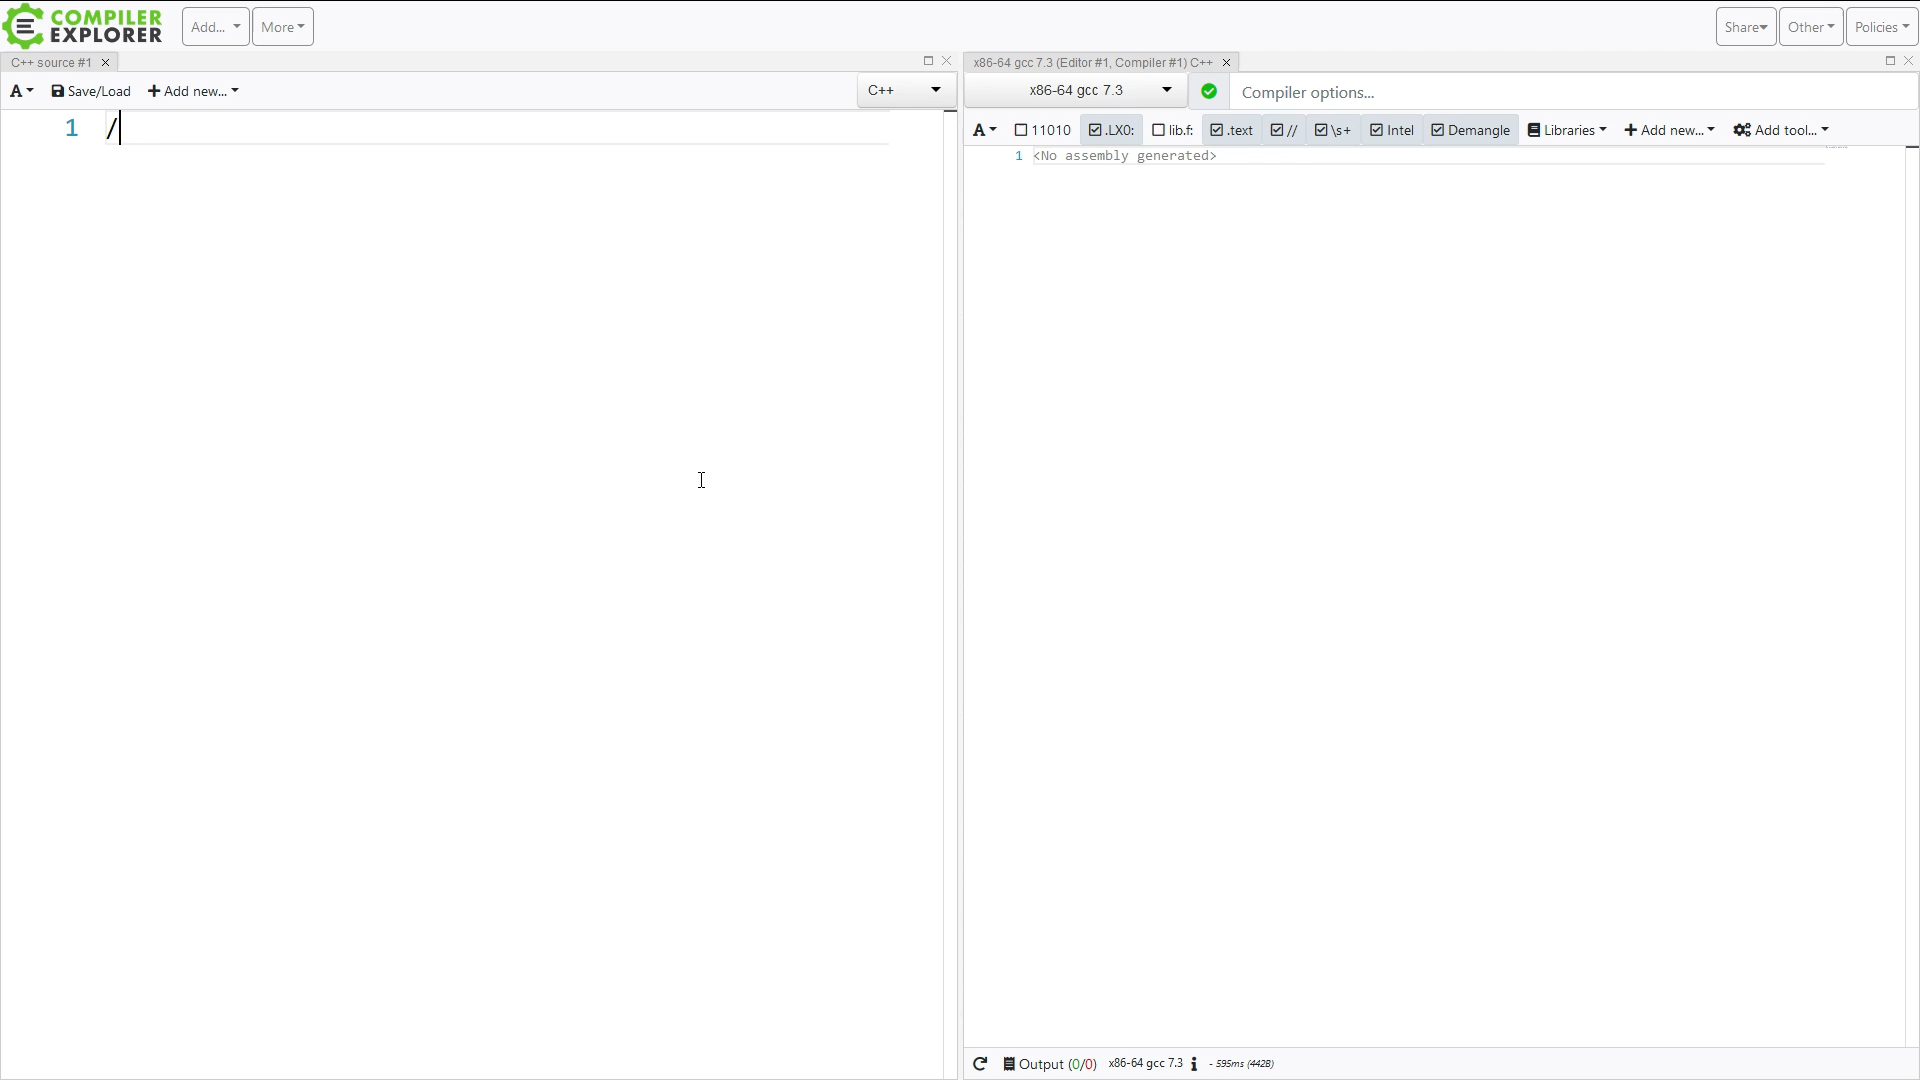 COMPILER
EXPLORER
Add...
More
Share
Other
Policies
C++ source #1
A
Save/Load
Add new...
C++
1
/
x86-64 gcc 7.3 (Editor #1, Compiler #1) C++
x86-64 gcc 7.3
Compiler options...
A
11010
.LX0:
lib.f:
.text
//
\s+
Intel
Demangle
Libraries
Add new...
Add tool...
1 <No assembly generated>
Output (0/0) x86-64 gcc 7.3 i - 595ms (442B)